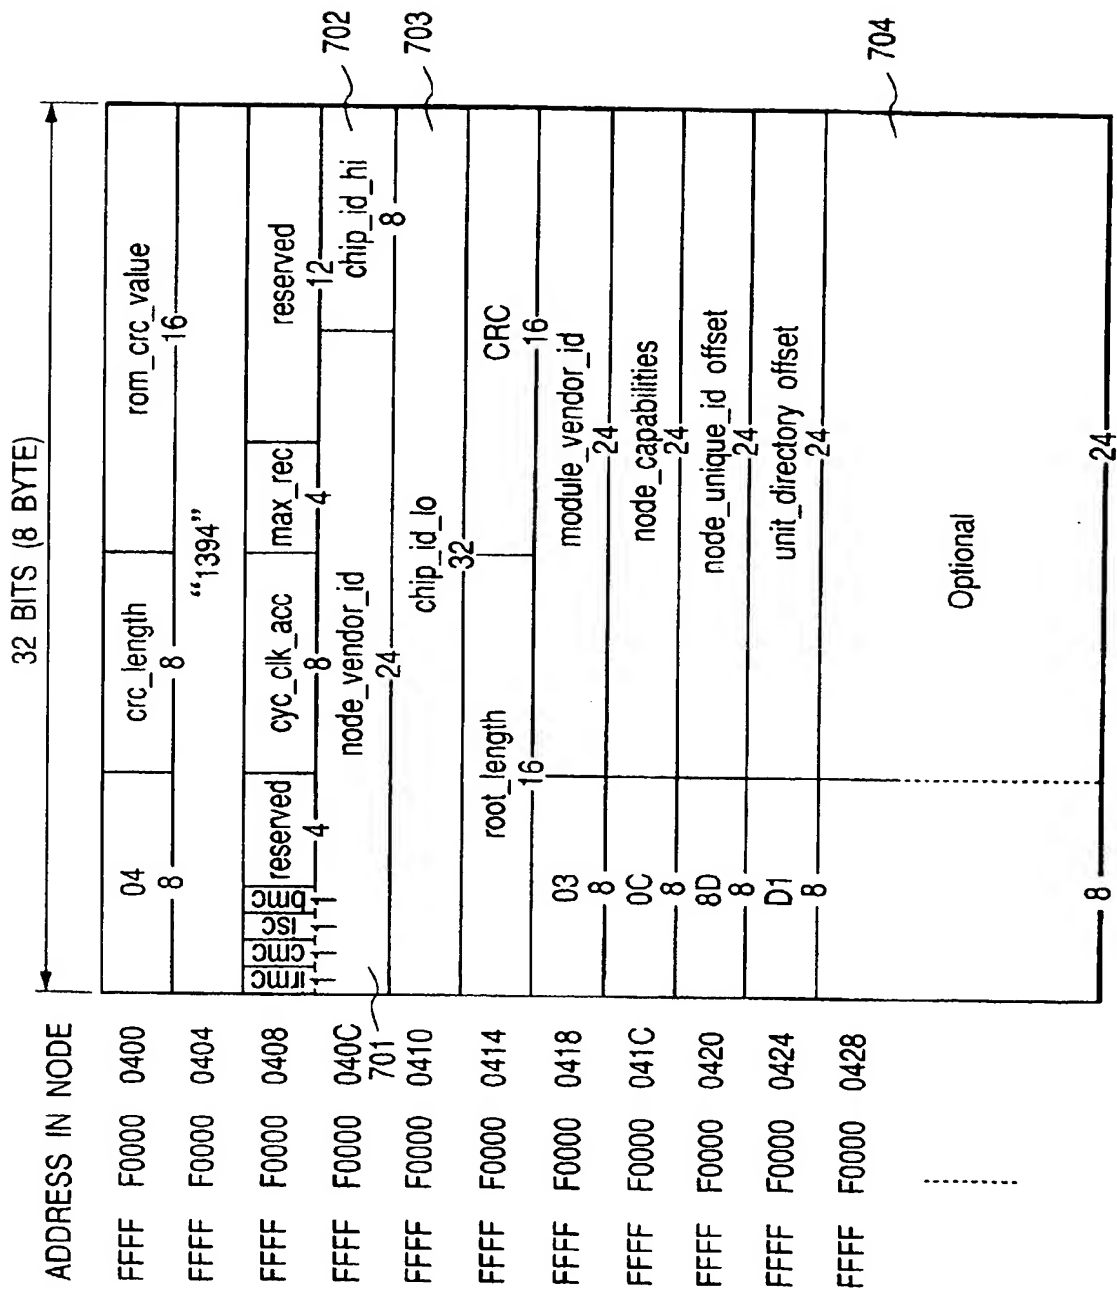 32 BITS (8 BYTE)
ADDRESS IN NODE
FFFF F0000 0400
04
8
crc_length
8
rom_crc_value
16
FFFF F0000 0404
“1394”
FFFF F0000 0408
irmc
1
cmc
1
isc
1
bmc
1
reserved
4
cyc_clk_acc
8
max_rec
4
reserved
12
FFFF F0000 040C
701
node_vendor_id
24
chip_id_hi
8
702
FFFF F0000 0410
chip_id_lo
32
703
FFFF F0000 0414
root_length
16
CRC
16
FFFF F0000 0418
03
8
module_vendor_id
24
FFFF F0000 041C
0C
8
node_capabilities
24
FFFF F0000 0420
8D
8
node_unique_id offset
24
FFFF F0000 0424
D1
8
unit_directory offset
24
FFFF F0000 0428
Optional
704
8
24